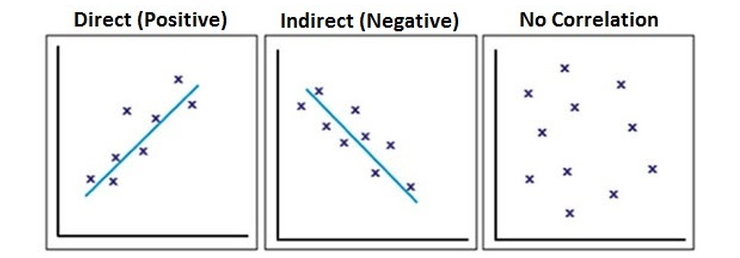 Direct (Positive)
Indirect (Negative)
No Correlation